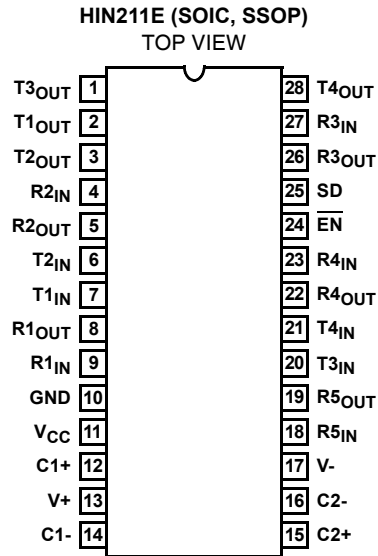 HIN211E (SOIC, SSOP)
TOP VIEW
T3OUT 1 28 T4OUT
T1OUT 2 27 R3IN
T2OUT 3 26 R3OUT
R2IN 4 25 SD
R2OUT 5 24 EN
T2IN 6 23 R4IN
T1IN 7 22 R4OUT
R1OUT 8 21 T4IN
R1IN 9 20 T3IN
GND 10 19 R5OUT
VCC 11 18 R5IN
C1+ 12 17 V-
V+ 13 16 C2-
C1- 14 15 C2+